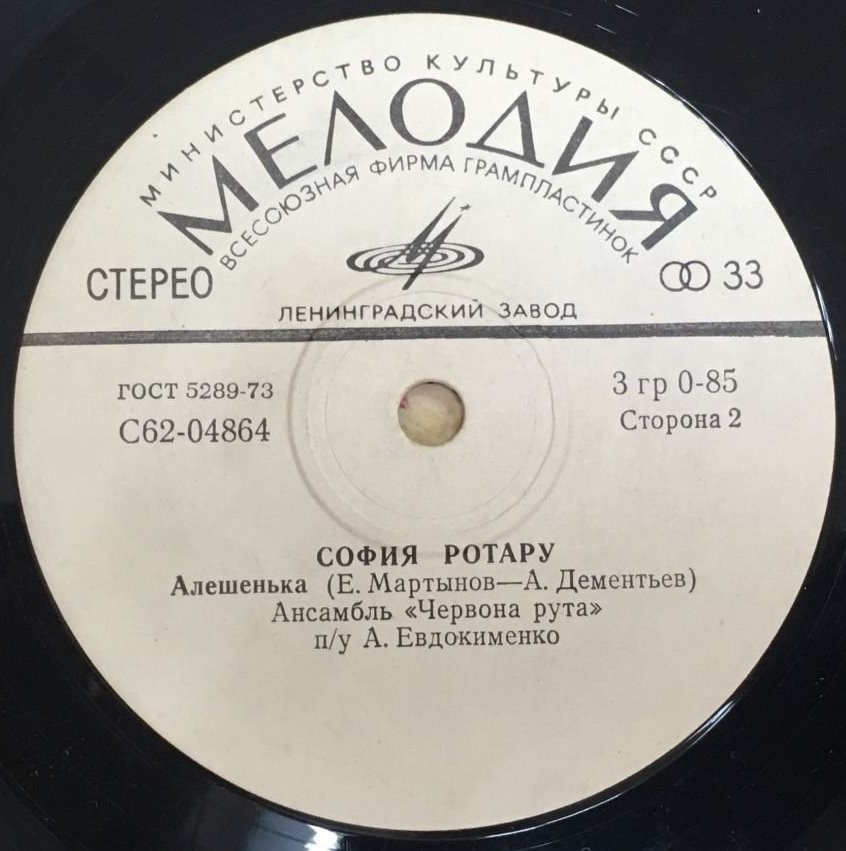 МИНИСТЕРСТВО КУЛЬТУРЫ СССР
МЕЛОДИЯ
ВСЕСОЮЗНАЯ ФИРМА ГРАМПЛАСТИНОК
СТЕРЕО
33
ЛЕНИНГРАДСКИЙ ЗАВОД
ГОСТ 5289-73
3 гр 0-85
С62-04864
Сторона 2
СОФИЯ РОТАРУ
Алешенька (Е. Мартынов—А. Дементьев)
Ансамбль «Червона рута»
п/у А. Евдокименко